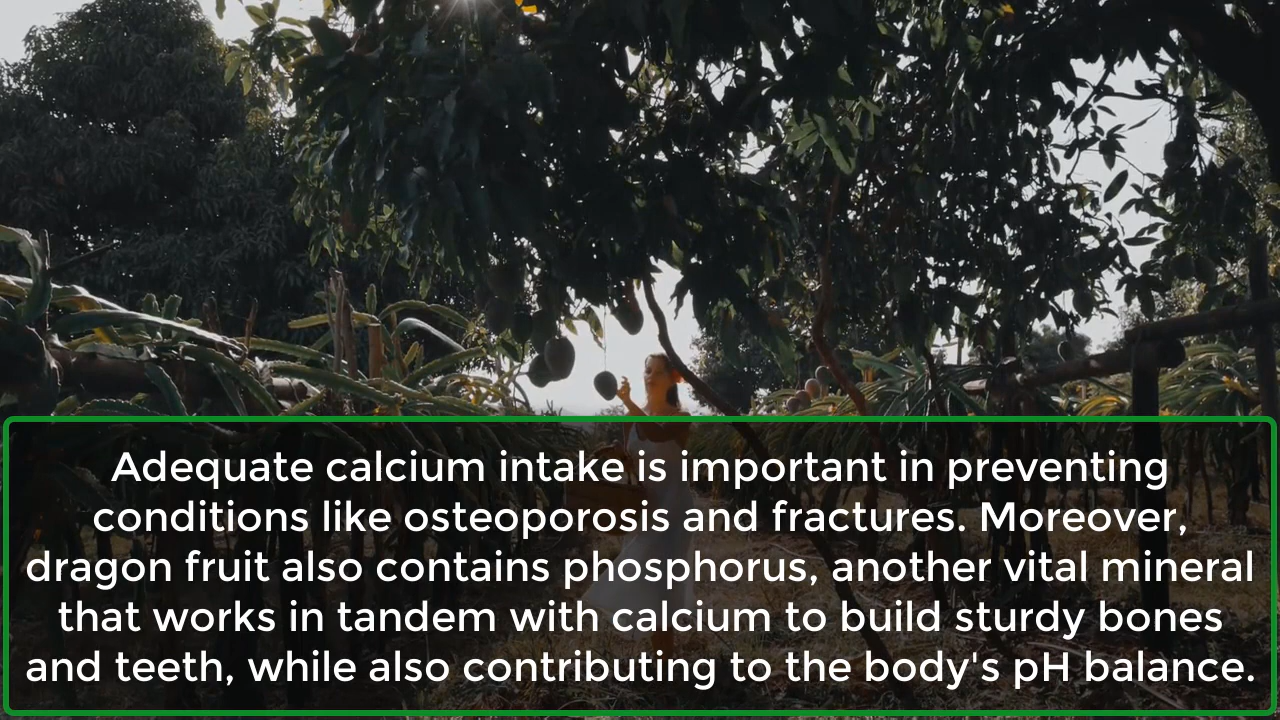 Adequate calcium intake is important in preventing
conditions like osteoporosis and fractures. Moreover,
dragon fruit also contains phosphorus, another vital mineral
that works in tandem with calcium to build sturdy bones
and teeth, while also contributing to the body's pH balance.